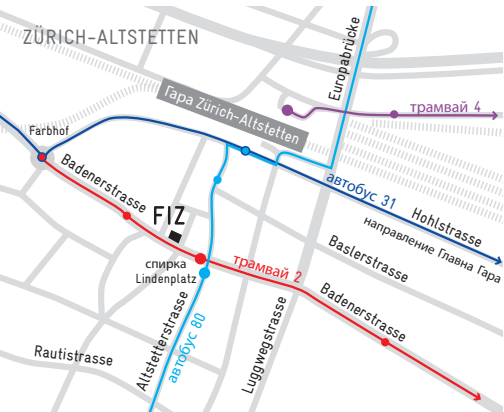 ZÜRICH-ALTSTETTEN
Europabrücke
Гара Zürich-Altstetten
трамвай 4
Farbhof
Badenerstrasse
FIZ
автобус 31
Hohlstrasse
направление Главна Гара
Baslerstrasse
спирка
Lindenplatz
трамвай 2
Badenerstrasse
Altstetterstrasse
автобус 80
Luggwegstrasse
Rautistrasse